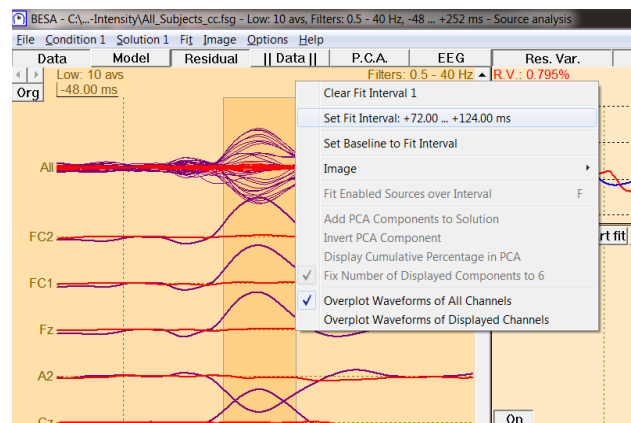 BESA - C:\...-Intensity\All_Subjects_cc.fsg - Low: 10 avs, Filters: 0.5 - 40 Hz, -48 ... +252 ms - Source analysis
File Condition 1 Solution 1 Fit Image Options Help
Data Model Residual || Data || P.C.A. EEG Res. Var.
Low: 10 avs Filters: 0.5 - 40 Hz R.V.: 0.795%
Org -48.00 ms
Clear Fit Interval 1
Set Fit Interval: +72.00 ... +124.00 ms
Set Baseline to Fit Interval
All Image
Fit Enabled Sources over Interval F
Add PCA Components to Solution
FC2 Invert PCA Component rt fit
Display Cumulative Percentage in PCA
FC1 Fix Number of Displayed Components to 6
Overplot Waveforms of All Channels
Fz Overplot Waveforms of Displayed Channels
A2
Cz On